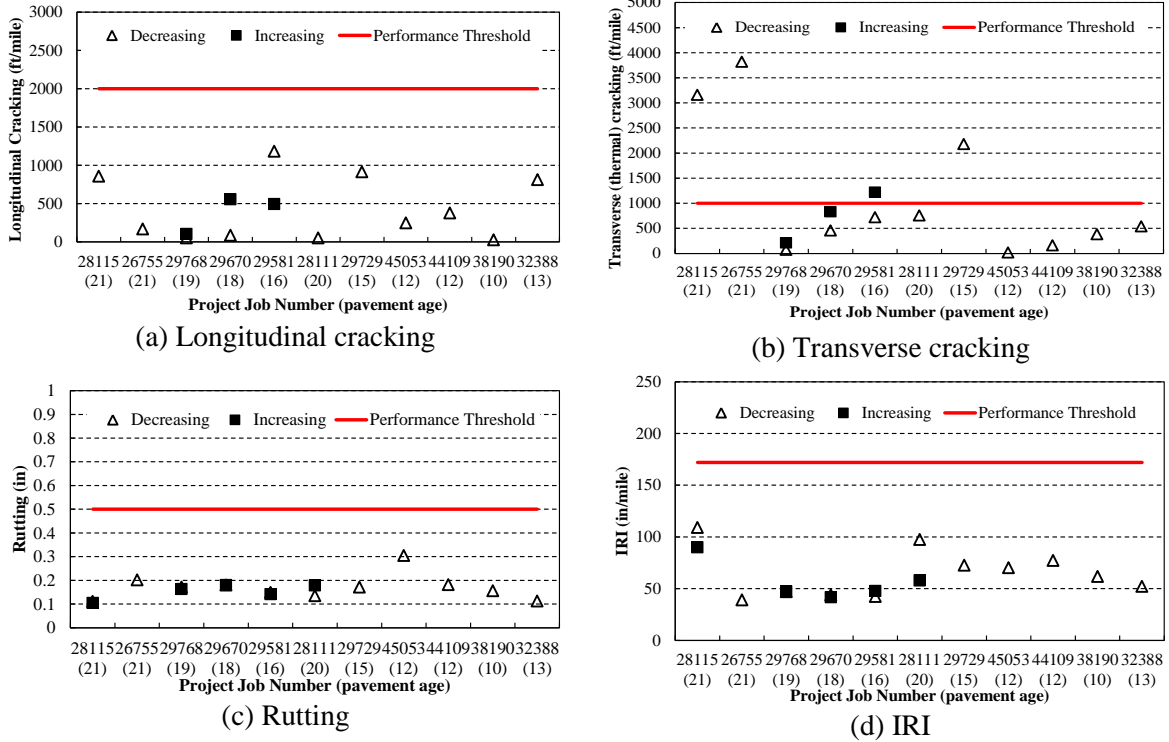 3000
2500
2000
1500
1000
500
0
Longitudinal Cracking (ft/mile)
Decreasing Increasing Performance Threshold
28115 26755 29768 29670 29581 28111 29729 45053 44109 38190 32388
(21) (21) (19) (18) (16) (20) (15) (12) (12) (10) (13)
Project Job Number (pavement age)
(a) Longitudinal cracking
5000
4500
4000
3500
3000
2500
2000
1500
1000
500
0
Transverse (thermal) cracking (ft/mile)
Decreasing Increasing Performance Threshold
28115 26755 29768 29670 29581 28111 29729 45053 44109 38190 32388
(21) (21) (19) (18) (16) (20) (15) (12) (12) (10) (13)
Project Job Number (pavement age)
(b) Transverse cracking
1
0.9
0.8
0.7
0.6
0.5
0.4
0.3
0.2
0.1
0
Rutting (in)
Decreasing Increasing Performance Threshold
28115 26755 29768 29670 29581 28111 29729 45053 44109 38190 32388
(21) (21) (19) (18) (16) (20) (15) (12) (12) (10) (13)
Project Job Number (pavement age)
(c) Rutting
250
200
150
100
50
0
IRI (in/mile)
Decreasing Increasing Performance Threshold
28115 26755 29768 29670 29581 28111 29729 45053 44109 38190 32388
(21) (21) (19) (18) (16) (20) (15) (12) (12) (10) (13)
Project Job Number (pavement age)
(d) IRI